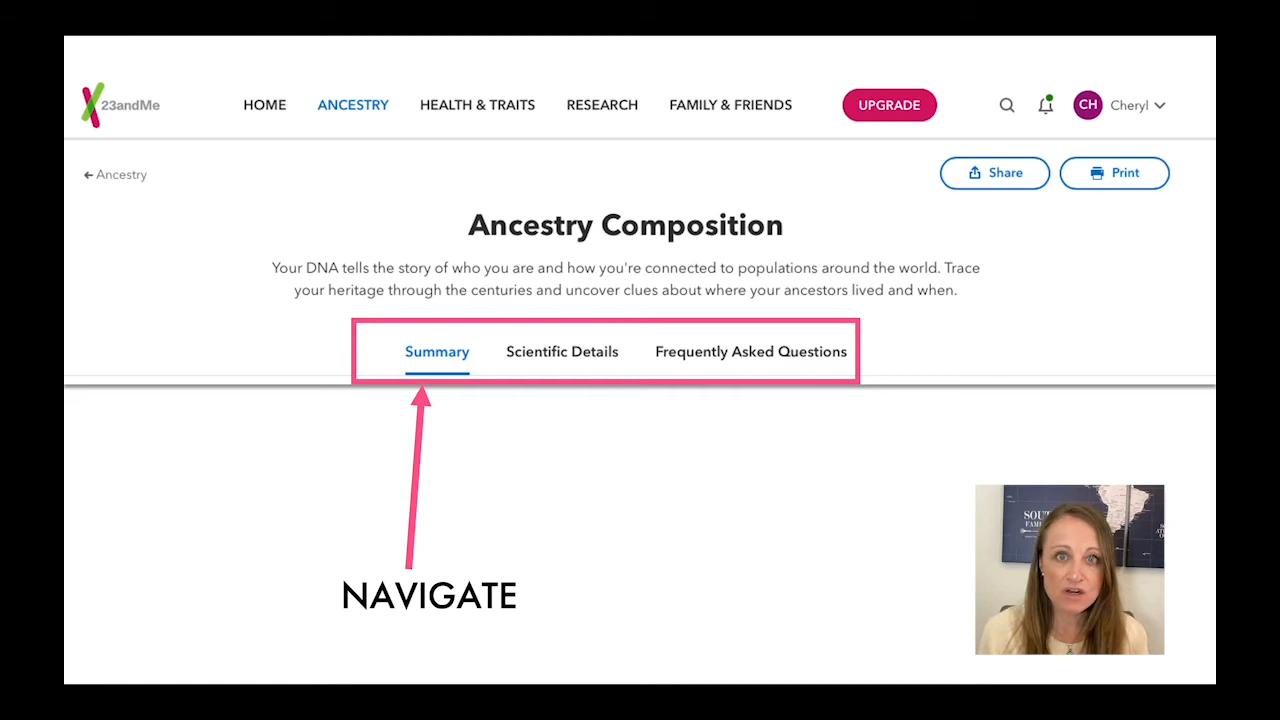 23andMe HOME ANCESTRY HEALTH & TRAITS RESEARCH FAMILY & FRIENDS UPGRADE CH Cheryl
Ancestry Share Print
Ancestry Composition
Your DNA tells the story of who you are and how you're connected to populations around the world. Trace
your heritage through the centuries and uncover clues about where your ancestors lived and when.
Summary Scientific Details Frequently Asked Questions
NAVIGATE